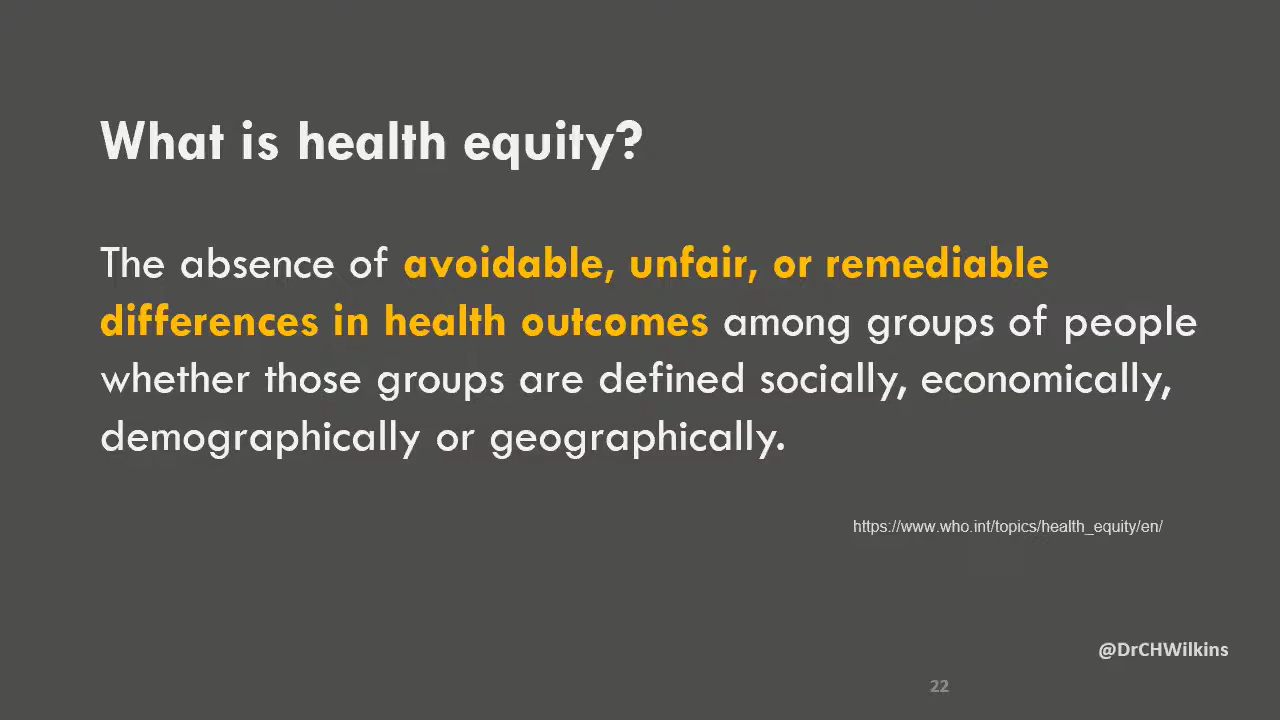 What is health equity?
The absence of avoidable, unfair, or remediable
differences in health outcomes among groups of people
whether those groups are defined socially, economically,
demographically or geographically.
https://www.who.int/topics/health_equity/en/
@DrCHWilkins
22